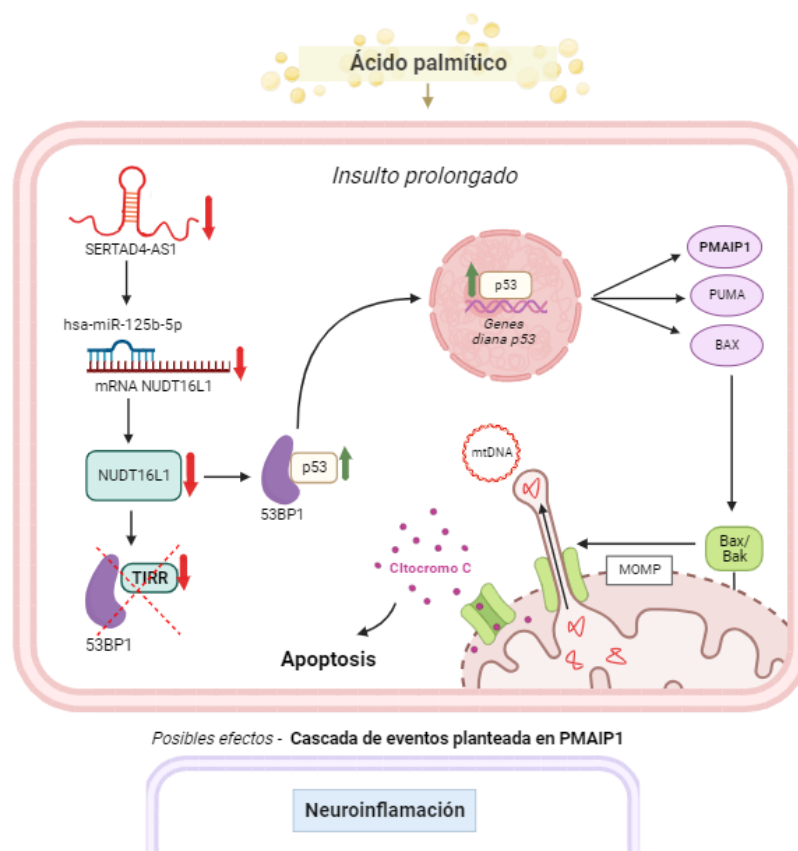 Ácido palmítico
Insulto prolongado
SERTAD4-AS1
hsa-miR-125b-5p
mRNA NUDT16L1
NUDT16L1
TIRR
53BP1
p53
53BP1
p53
Genes
diana p53
PMAIP1
PUMA
BAX
mtDNA
Bax/
Bak
MOMP
CItocromo C
Apoptosis
Posibles efectos - Cascada de eventos planteada en PMAIP1
Neuroinflamación